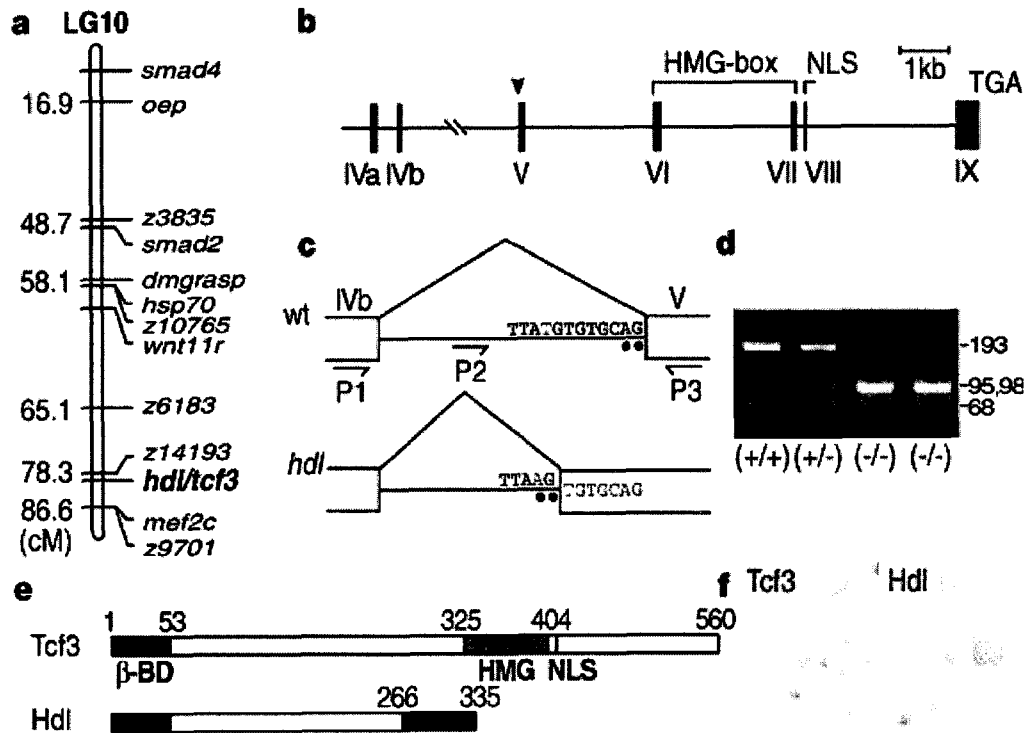 a LG10
smad4
16.9 oep
z3835
48.7
smad2
58.1 dmgrasp
hsp70
z10765
wnt11r
65.1 z6183
z14193
78.3 hdl/tcf3
86.6 mef2c
(cM) z9701
b
HMG-box NLS 1kb
TGA
IVa IVb V VI VII VIII IX
c
wt IVb V
TTATGTGTGCAG
P1 P2 P3
hdl
TTAAG
TGTGCAG
d
193
95,98
68
(+/+) (+/-) (-/-) (-/-)
e
1 53 325 404 560
Tcf3
β-BD HMG NLS
266 335
Hdl
f Tcf3 Hdl